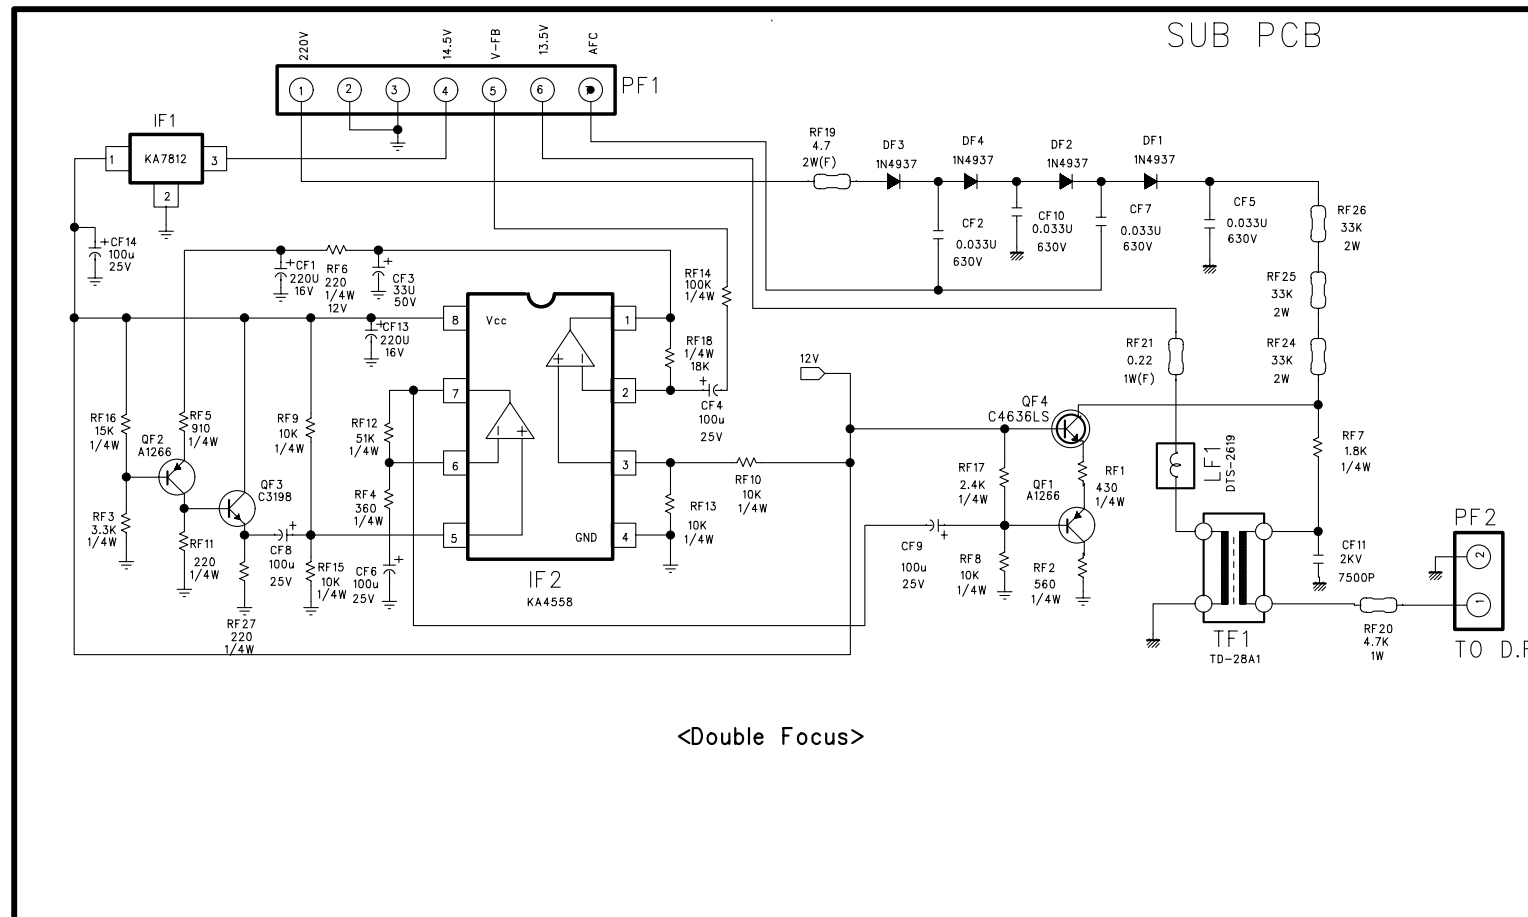 SUB PCB
220V
14.5V
V-FB
13.5V
AFC
1
2
3
4
5
6
PF1
IF1
1
KA7812
3
2
RF19
4.7
2W(F)
DF3
1N4937
DF4
1N4937
DF2
1N4937
DF1
1N4937
CF2
0.033U
630V
CF10
0.033U
630V
CF7
0.033U
630V
CF5
0.033U
630V
RF26
33K
2W
RF25
33K
2W
RF24
33K
2W
+CF14
100u
25V
+
CF1
220U
16V
RF6
220
1/4W
12V
+
CF3
33U
50V
RF14
100K
1/4W
+
CF13
220U
16V
8
Vcc
1
7
2
6
3
5
GND
4
+
−
−
+
IF2
KA4558
RF18
1/4W
18K
+
CF4
100u
25V
12V
RF21
0.22
1W(F)
RF16
15K
1/4W
RF5
910
1/4W
QF2
A1266
RF9
10K
1/4W
RF12
51K
1/4W
QF3
C3198
RF3
3.3K
1/4W
RF11
220
1/4W
+
CF8
100u
25V
RF4
360
1/4W
+
CF6
100u
25V
RF15
10K
1/4W
RF27
220
1/4W
RF10
10K
1/4W
RF13
10K
1/4W
QF4
C4636LS
RF17
2.4K
1/4W
QF1
A1266
RF1
430
1/4W
+
CF9
100u
25V
RF8
10K
1/4W
RF2
560
1/4W
LF1
DTS-2619
RF7
1.8K
1/4W
CF11
2KV
7500P
TF1
TD-28A1
RF20
4.7K
1W
PF2
2
1
TO D.F
<Double Focus>